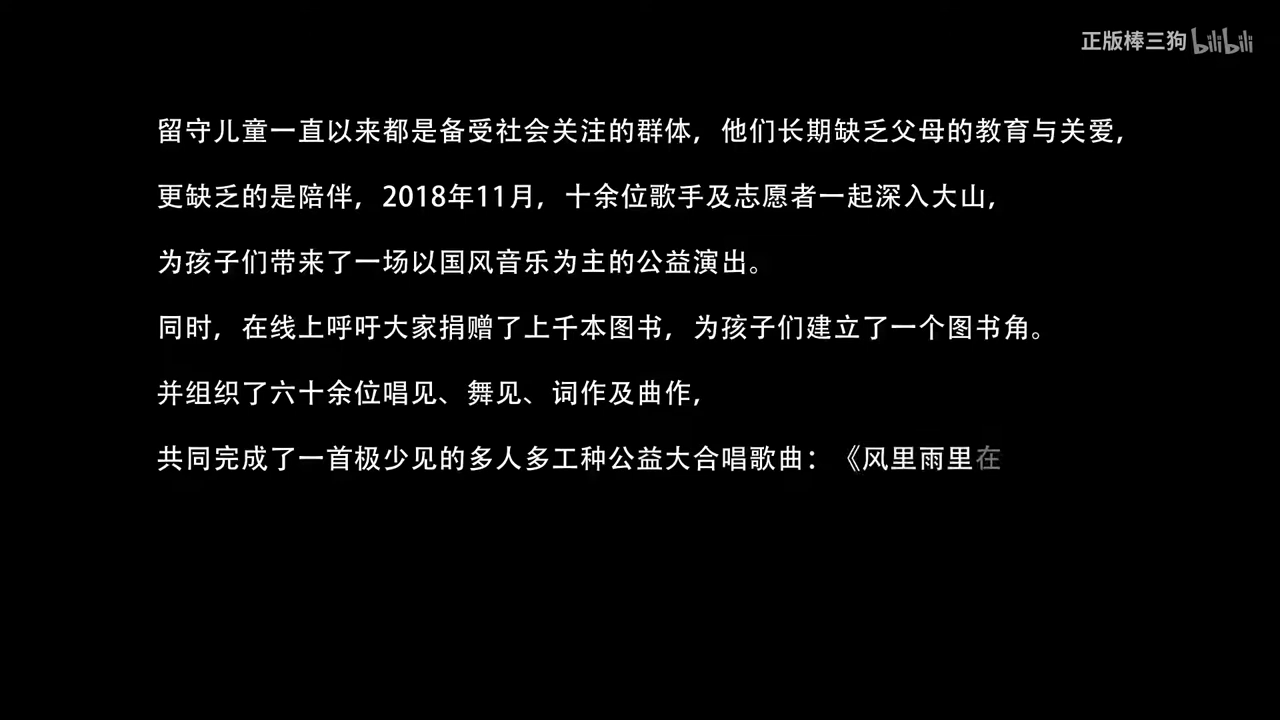 正版棒三狗 bilibili
留守儿童一直以来都是备受社会关注的群体，他们长期缺乏父母的教育与关爱，
更缺乏的是陪伴，2018年11月，十余位歌手及志愿者一起深入大山，
为孩子们带来了一场以国风音乐为主的公益演出。
同时，在线上呼吁大家捐赠了上千本图书，为孩子们建立了一个图书角。
并组织了六十余位唱见、舞见、词作及曲作，
共同完成了一首极少见的多人多工种公益大合唱歌曲：《风里雨里在